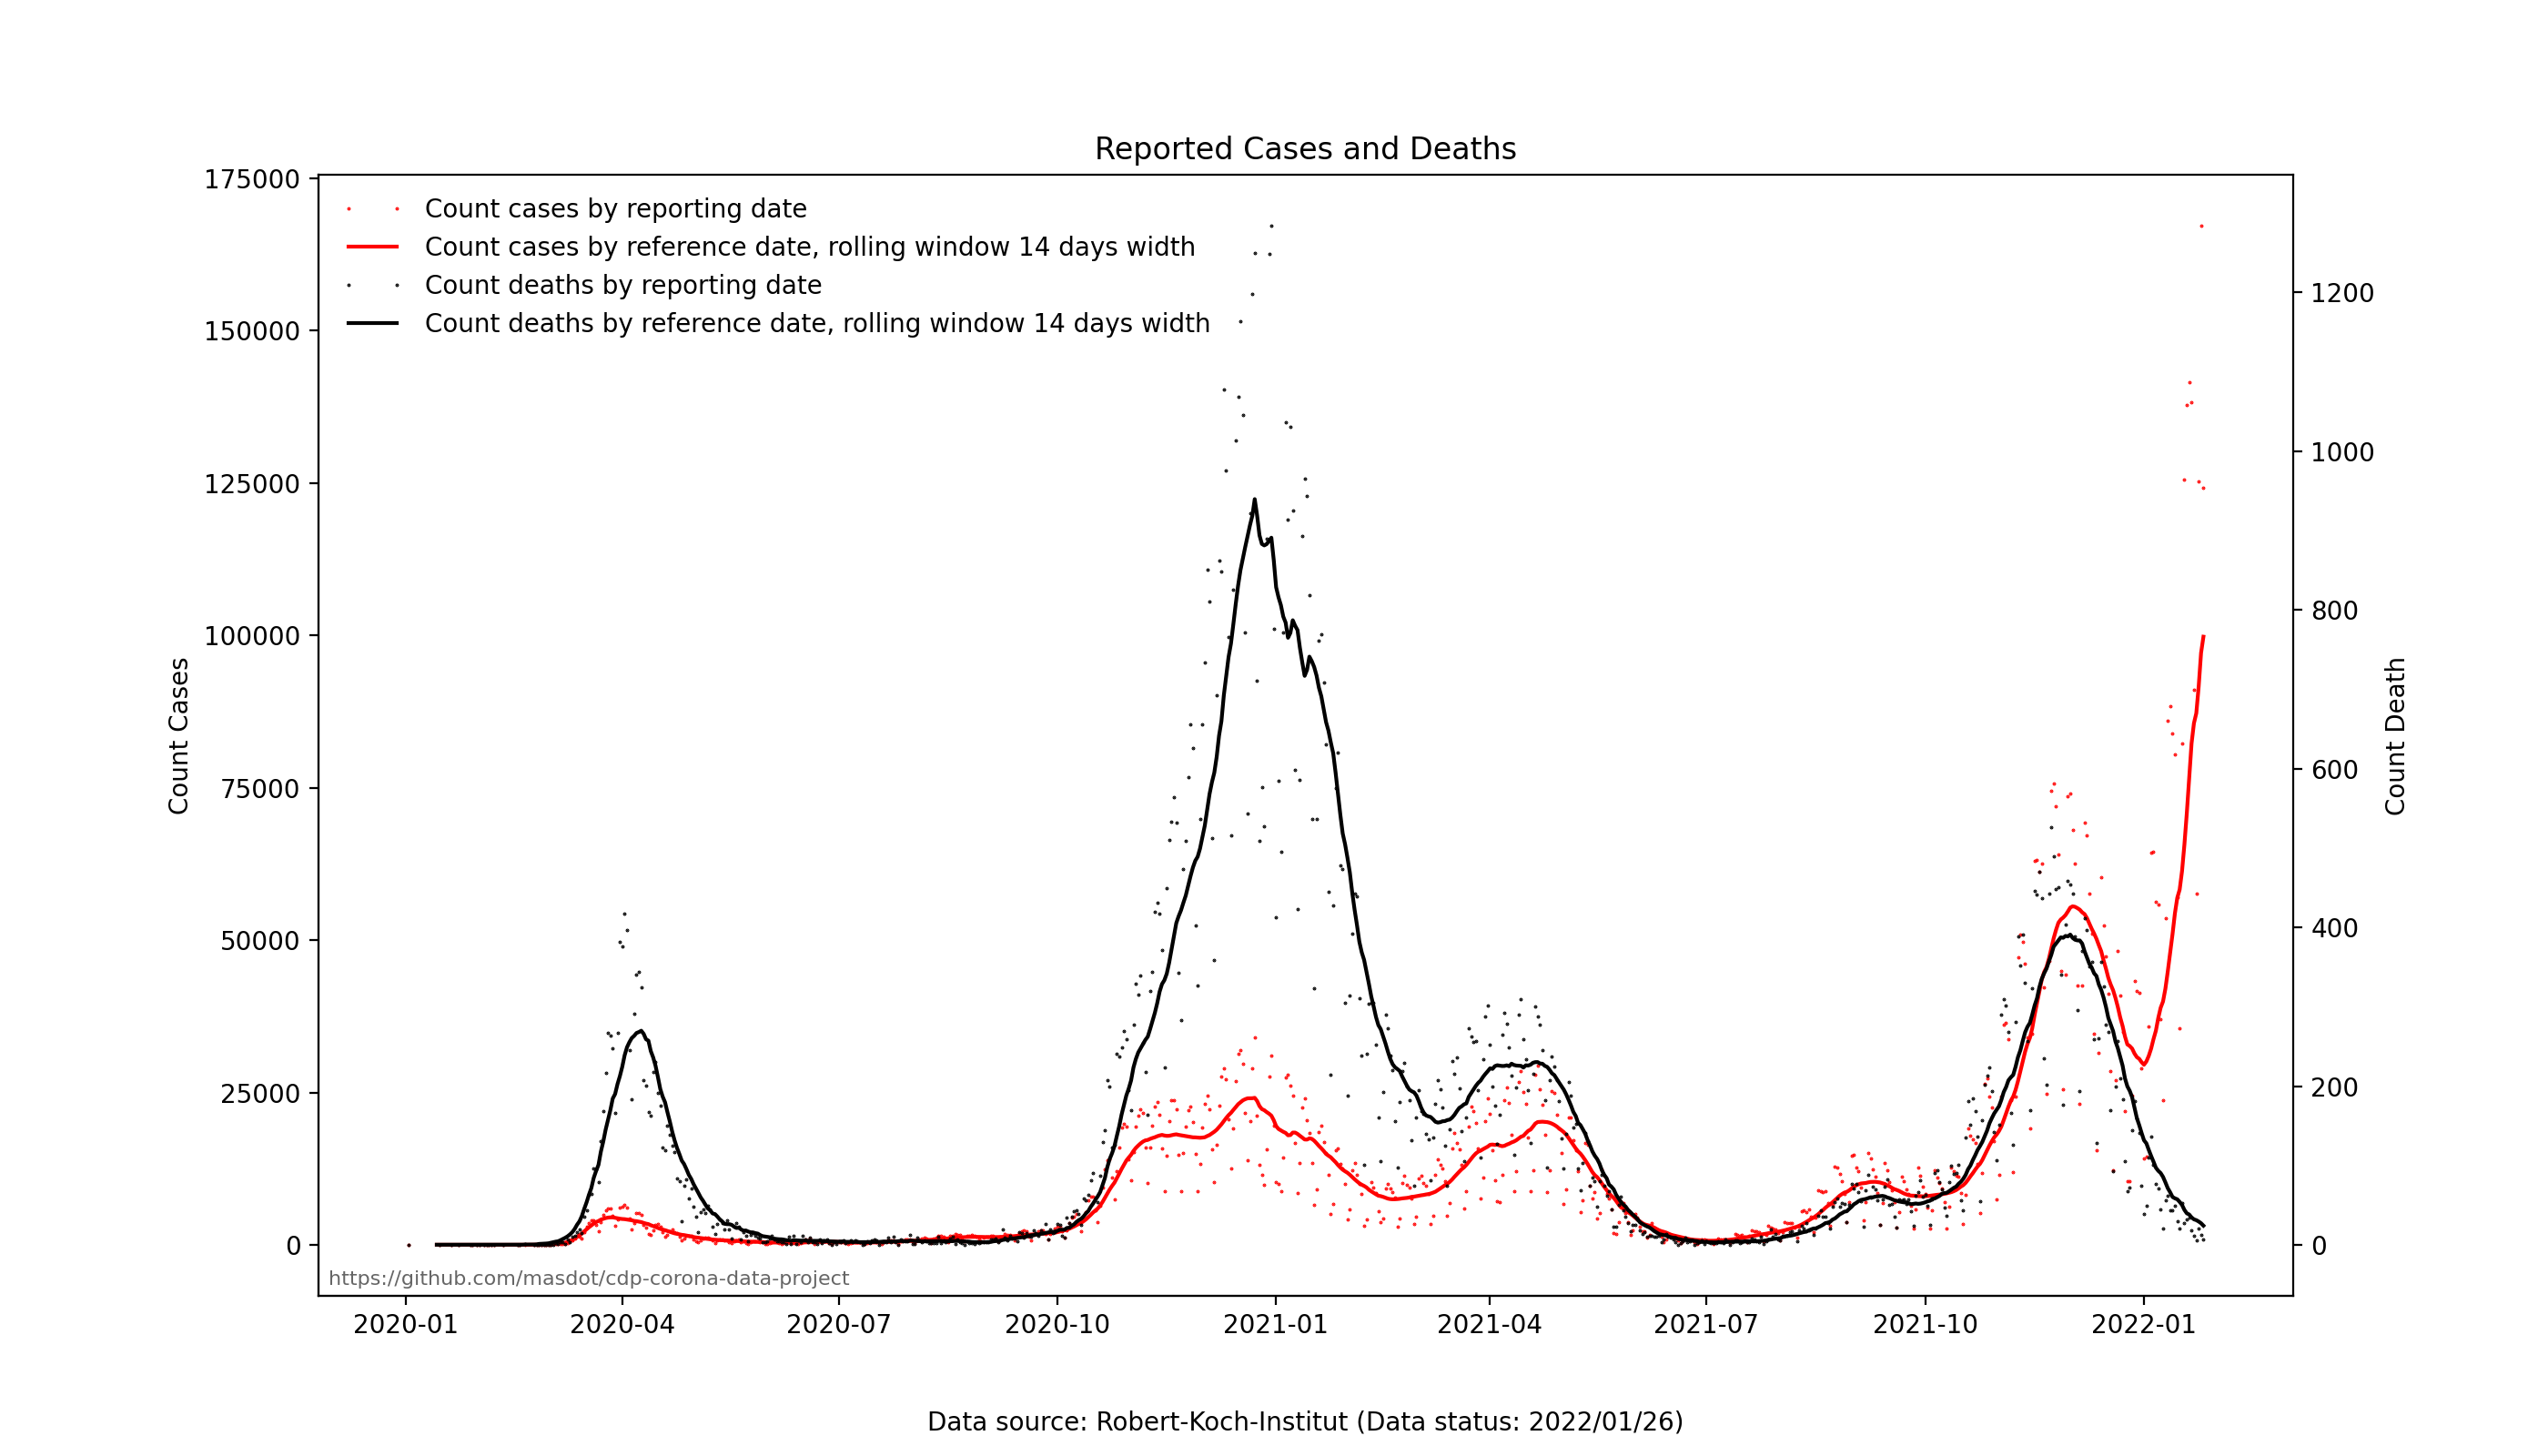 Reported Cases and Deaths
175000
150000
125000
100000
75000
50000
25000
0
Count Cases
Count cases by reporting date
Count cases by reference date, rolling window 14 days width
Count deaths by reporting date
Count deaths by reference date, rolling window 14 days width
1200
1000
800
600
400
200
0
Count Death
https://github.com/masdot/cdp-corona-data-project
2020-01 2020-04 2020-07 2020-10 2021-01 2021-04 2021-07 2021-10 2022-01
Data source: Robert-Koch-Institut (Data status: 2022/01/26)